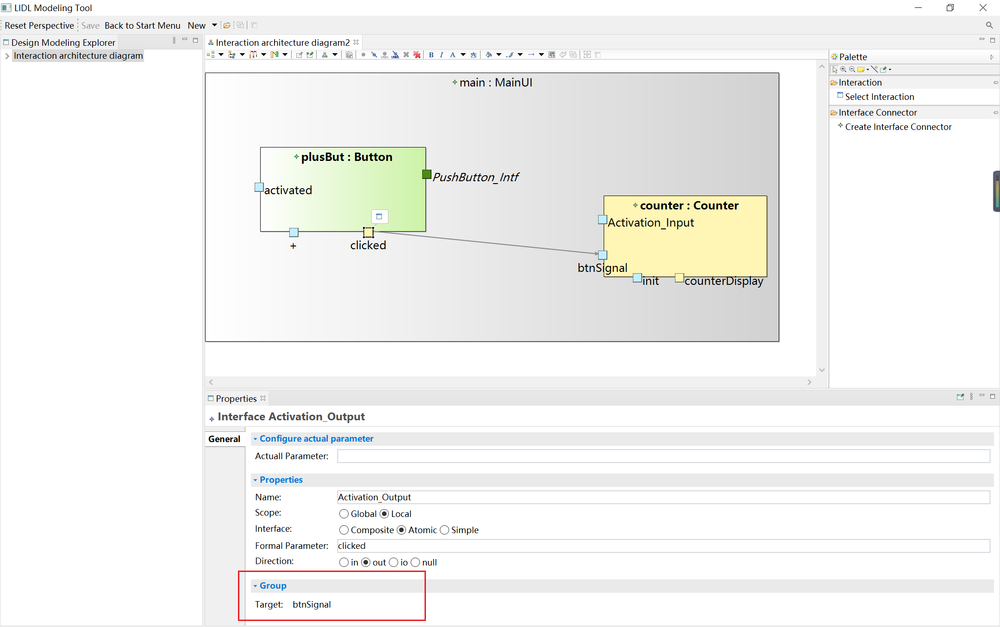 LIDL Modeling Tool
Reset Perspective Save Back to Start Menu New
Design Modeling Explorer
Interaction architecture diagram
Interaction architecture diagram2
LABEL LABEL B I A A
main : MainUI
plusBut : Button
PushButton_Intf
activated
+
clicked
counter : Counter
Activation_Input
btnSignal
init
counterDisplay
Palette
Interaction
Select Interaction
Interface Connector
Create Interface Connector
Properties
Interface Activation_Output
General
Configure actual parameter
Actuall Parameter:
Properties
Name: Activation_Output
Scope: Global Local
Interface: Composite Atomic Simple
Formal Parameter: clicked
Direction: in out io null
Group
Target: btnSignal